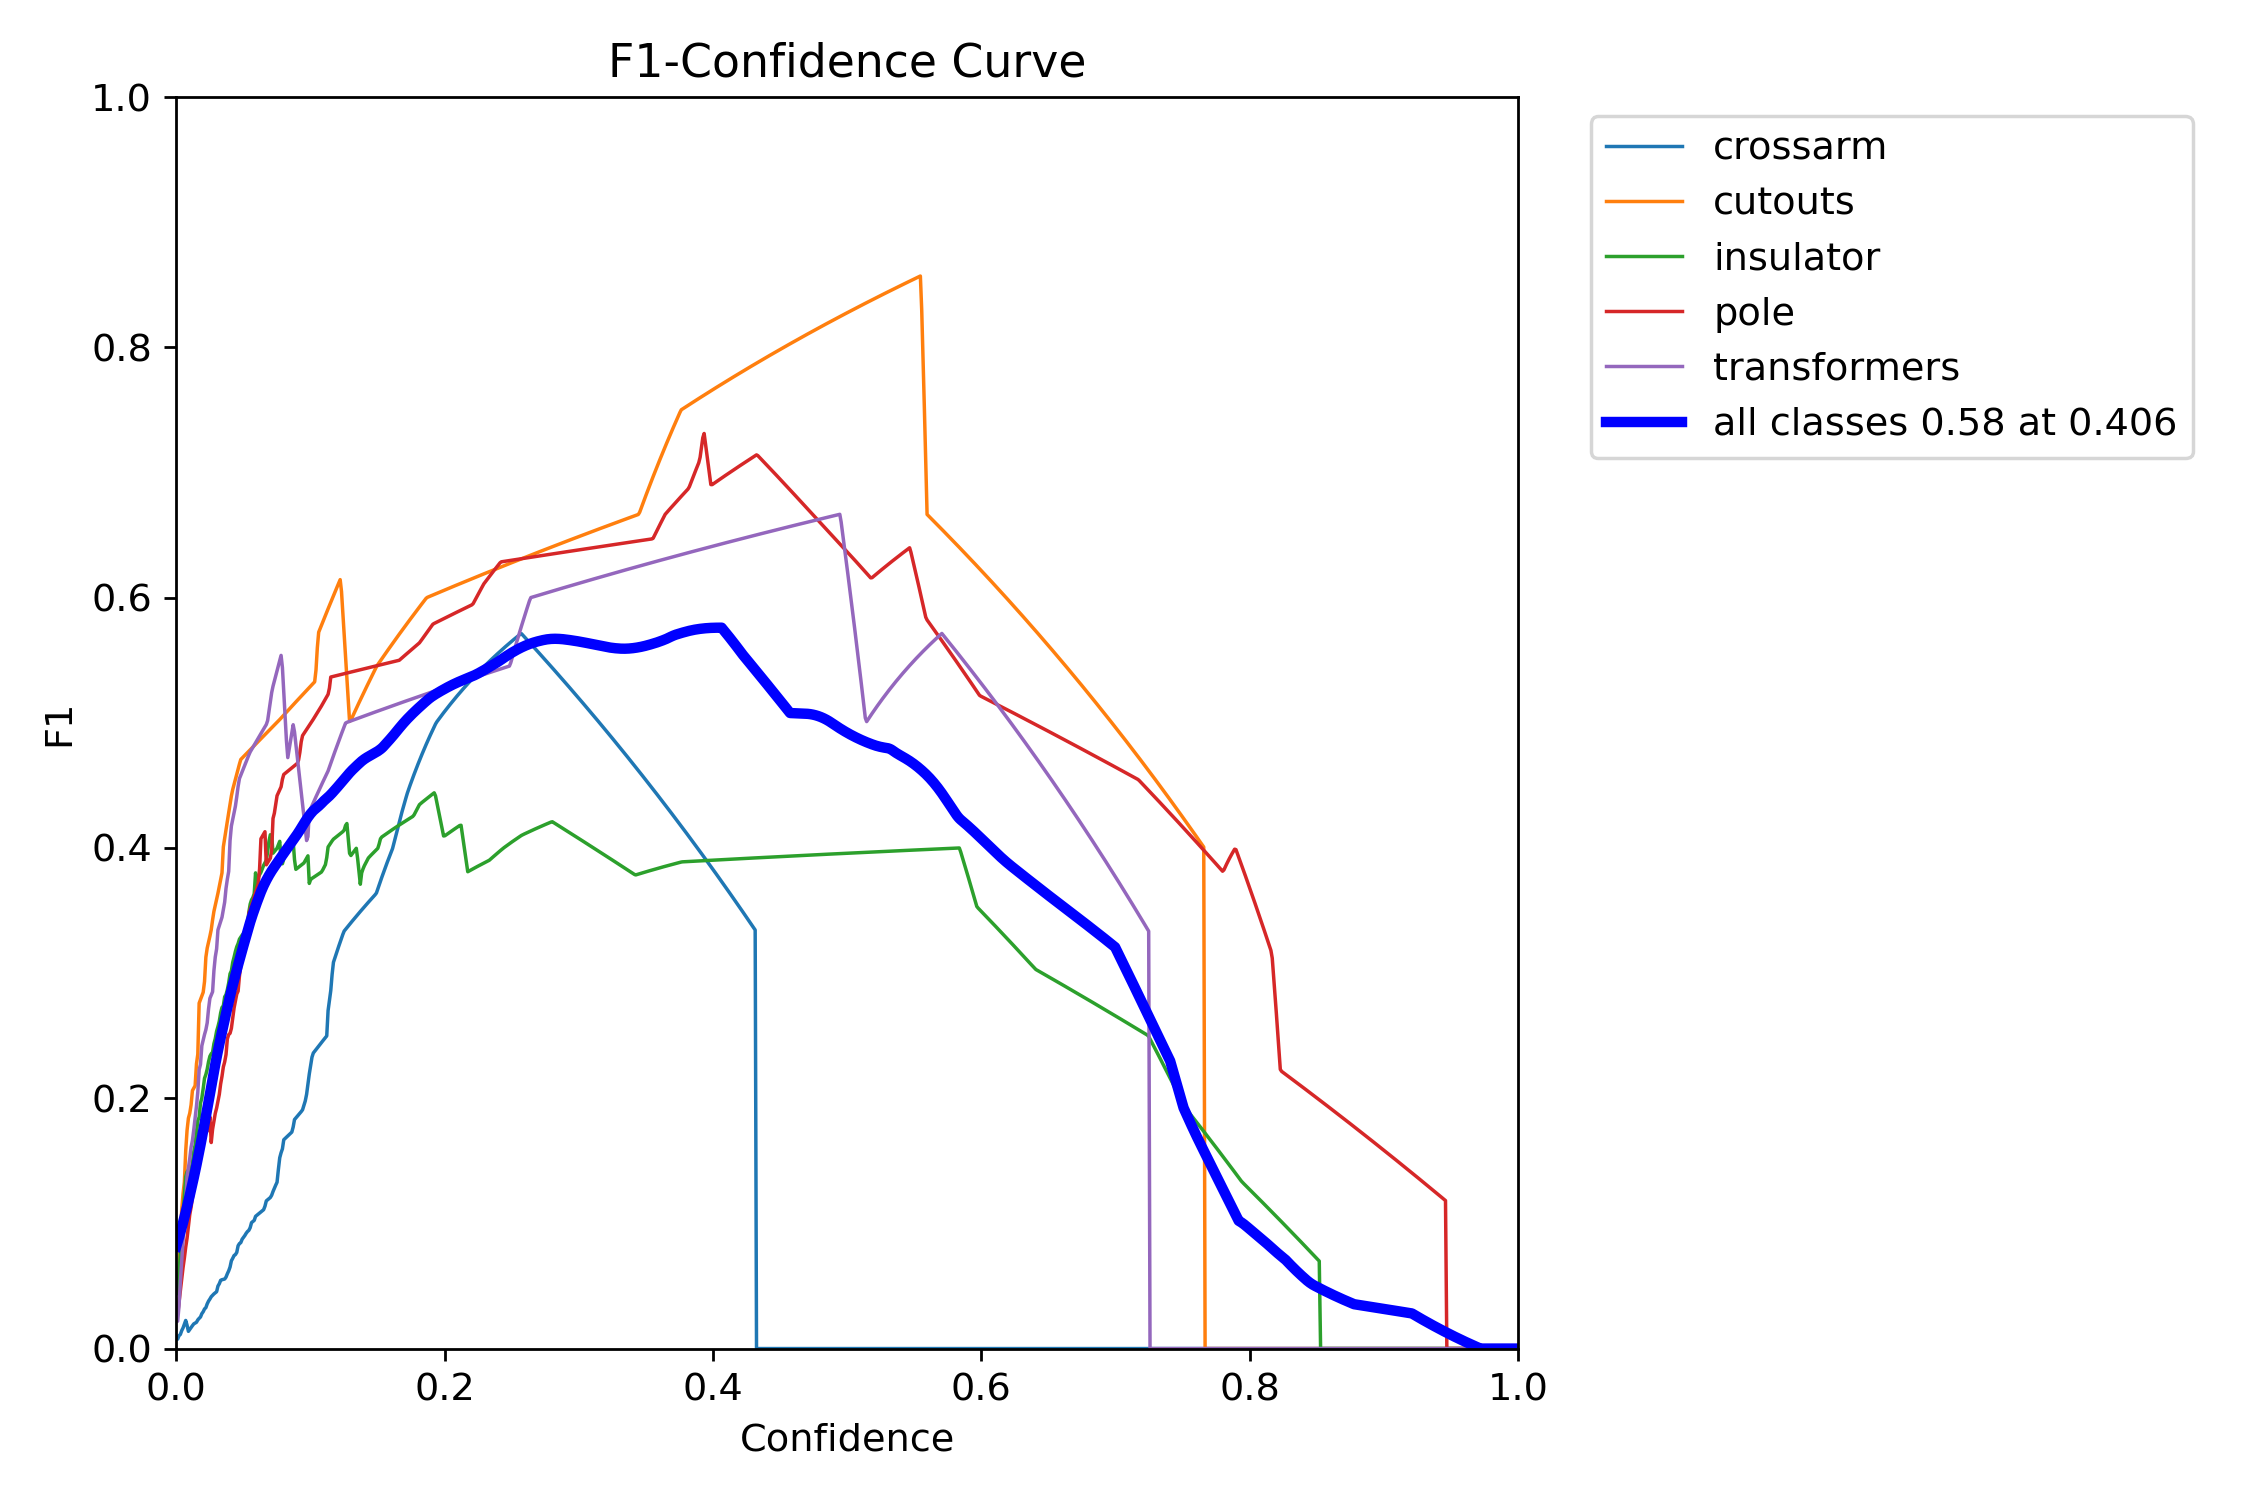 F1-Confidence Curve
1.0
0.8
0.6
0.4
0.2
0.0
F1
0.0 0.2 0.4 0.6 0.8 1.0
Confidence
crossarm
cutouts
insulator
pole
transformers
all classes 0.58 at 0.406